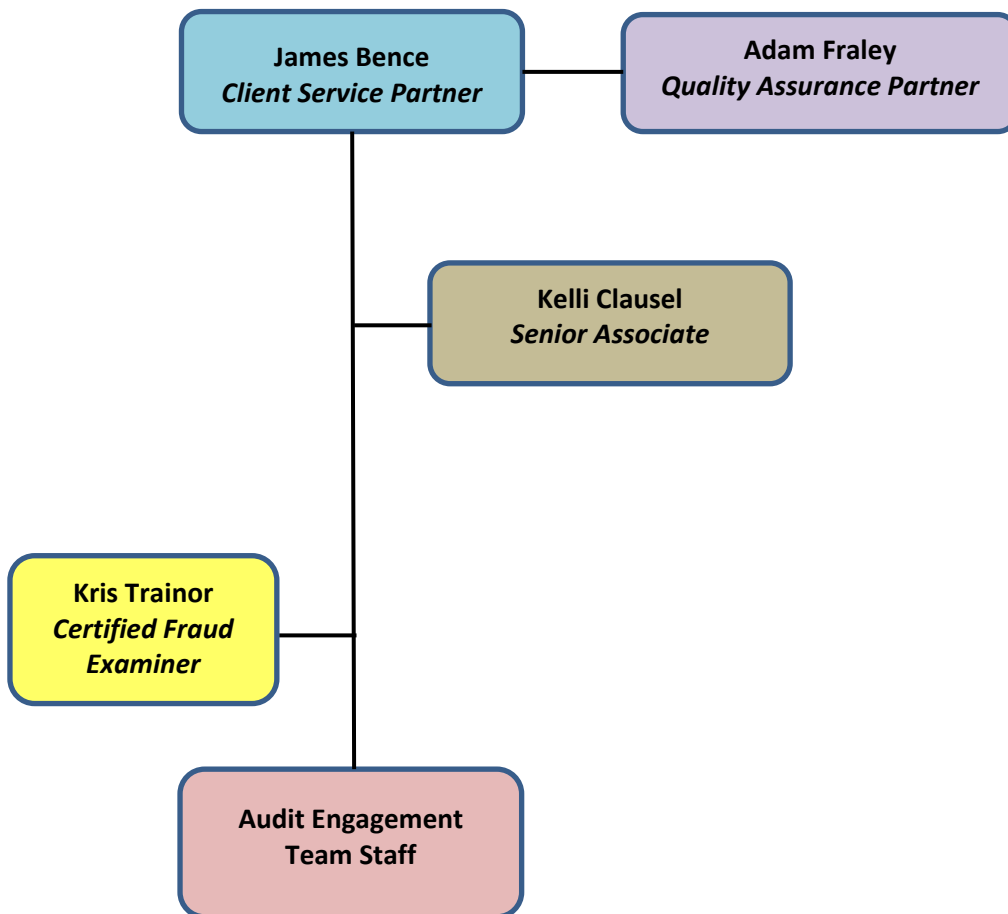 James Bence
Client Service Partner
Adam Fraley
Quality Assurance Partner
Kelli Clausel
Senior Associate
Kris Trainor
Certified Fraud
Examiner
Audit Engagement
Team Staff